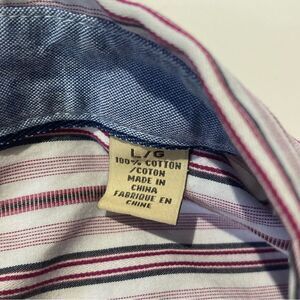 L/G
100% COTTON
/COTON
MADE IN
CHINA
FABRIQUE EN
CHINE